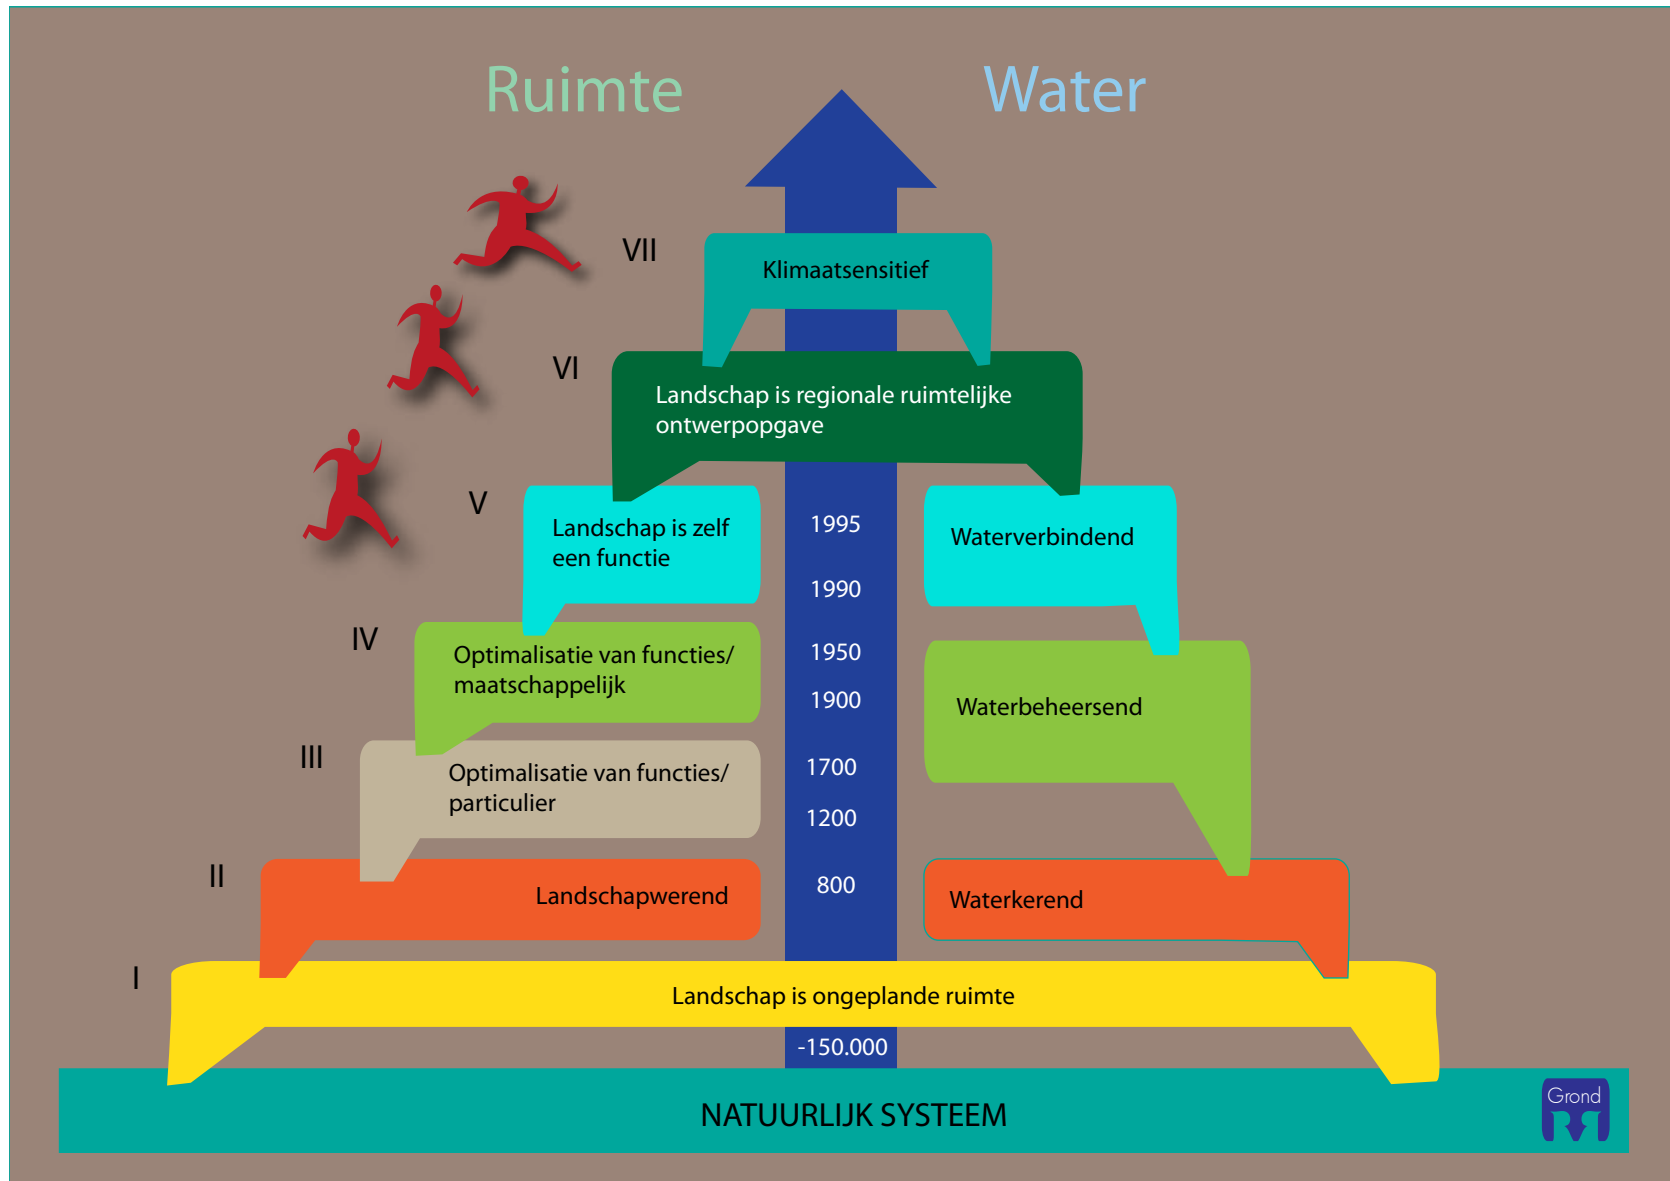 Ruimte
Water
VII
Klimaatsensitief
VI
Landschap is regionale ruimtelijke
ontwerpopgave
V
Landschap is zelf
een functie
1995
1990
Waterverbindend
IV
Optimalisatie van functies/
maatschappelijk
1950
1900
Waterbeheersend
III
Optimalisatie van functies/
particulier
1700
1200
II
Landschapwerend
800
Waterkerend
I
Landschap is ongeplande ruimte
-150.000
NATUURLIJK SYSTEEM
Grond